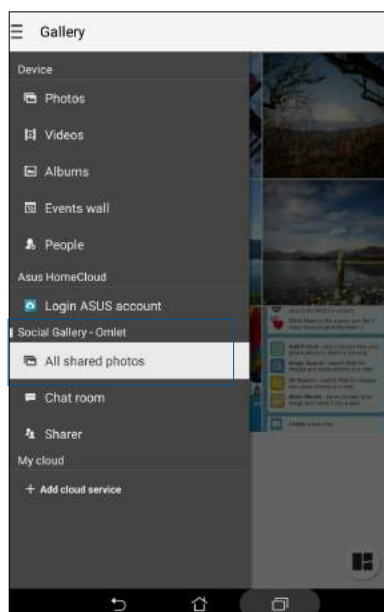 Gallery
Device
Photos
Videos
Albums
Events wall
People
Asus HomeCloud
Login ASUS account
Social Gallery - Omlet
All shared photos
Chat room
Sharer
My cloud
+ Add cloud service